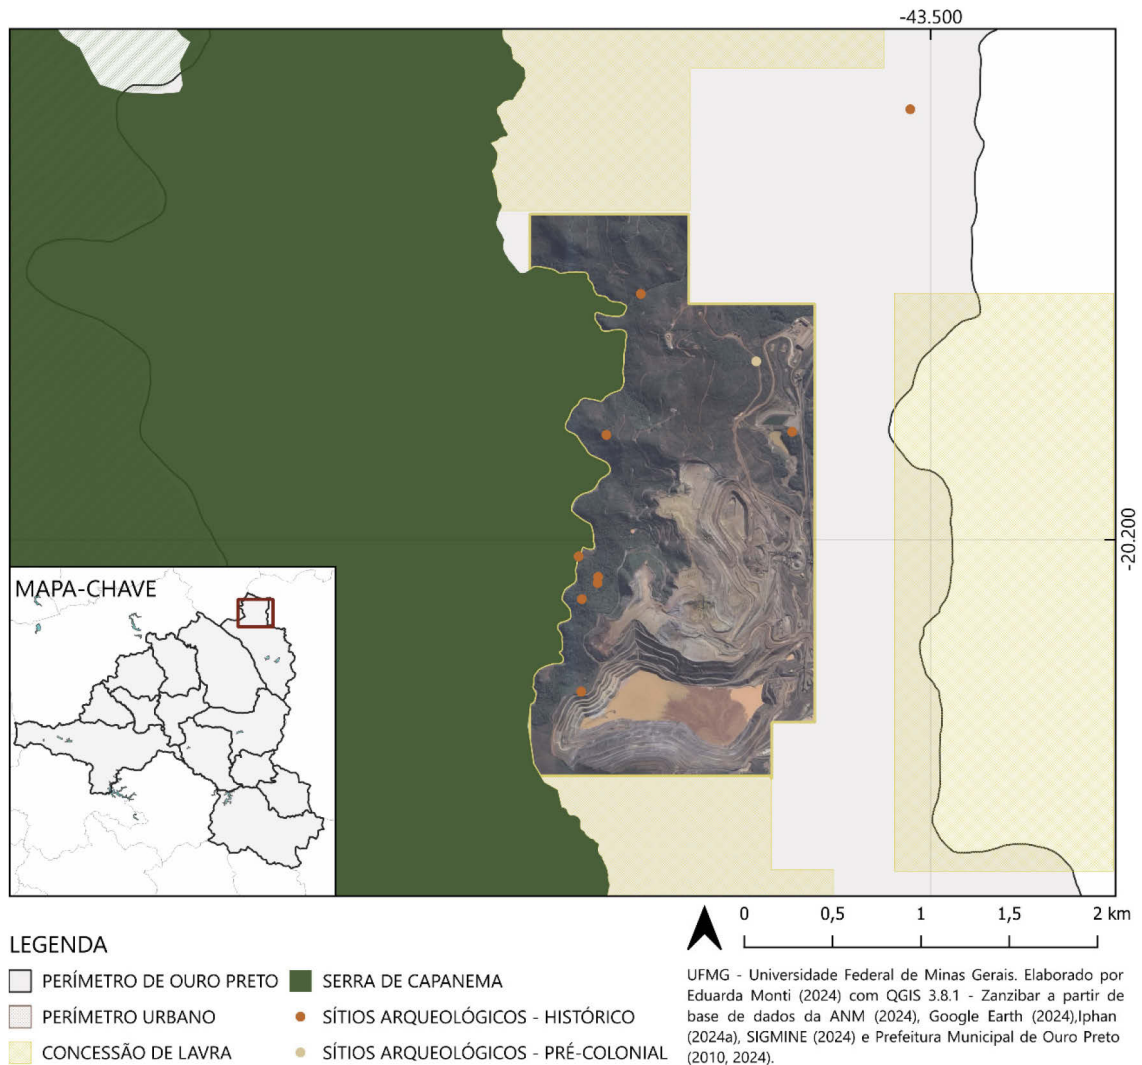 -43.500
-20.200
MAPA-CHAVE
0 0,5 1 1,5 2 km
LEGENDA
PERÍMETRO DE OURO PRETO
SERRA DE CAPANEMA
PERÍMETRO URBANO
SÍTIOS ARQUEOLÓGICOS - HISTÓRICO
CONCESSÃO DE LAVRA
SÍTIOS ARQUEOLÓGICOS - PRÉ-COLONIAL
UFMG - Universidade Federal de Minas Gerais. Elaborado por
Eduarda Monti (2024) com QGIS 3.8.1 - Zanzibar a partir de
base de dados da ANM (2024), Google Earth (2024),Iphan
(2024a), SIGMINE (2024) e Prefeitura Municipal de Ouro Preto
(2010, 2024).